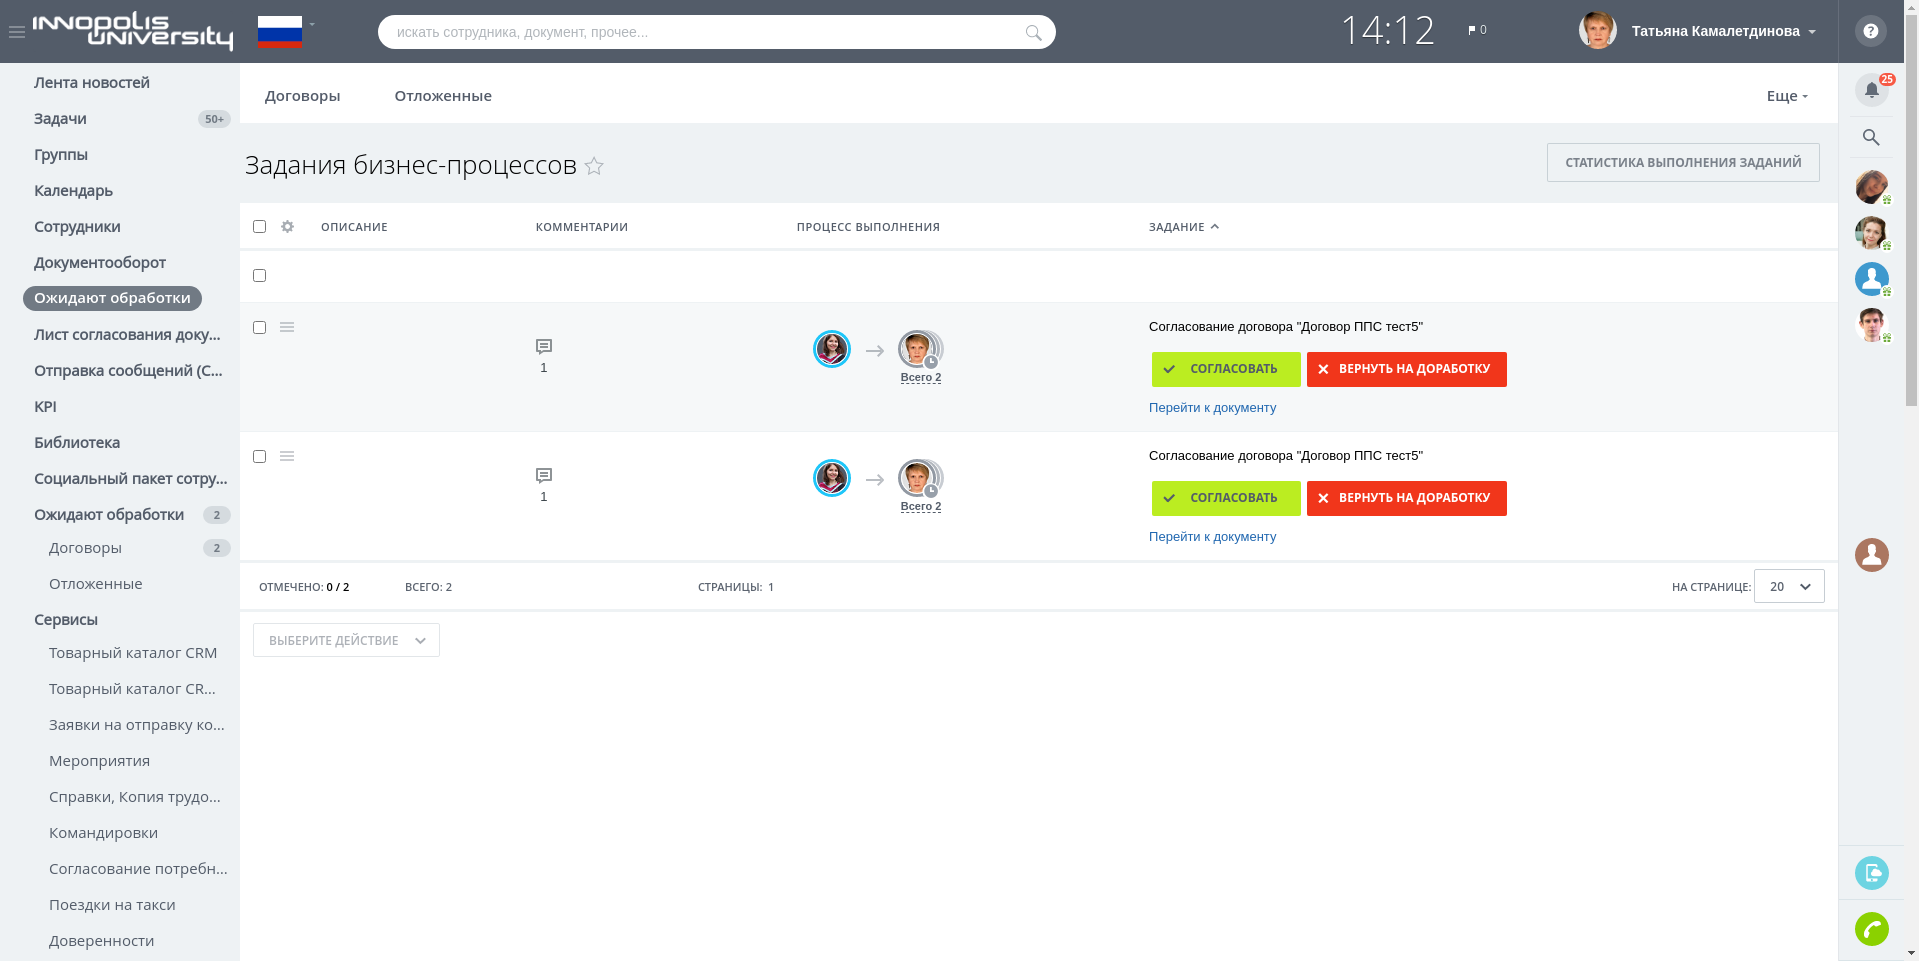 INNOPOLIS
UNIVERSITY
искать сотрудника, документ, прочее...
14:12
0
Татьяна Камалетдинова
?
25
Лента новостей
Задачи 50+
Группы
Календарь
Сотрудники
Документооборот
Ожидают обработки
Лист согласования доку...
Отправка сообщений (С...
KPI
Библиотека
Социальный пакет сотру...
Ожидают обработки 2
Договоры 2
Отложенные
Сервисы
Товарный каталог CRM
Товарный каталог CR...
Заявки на отправку ко...
Мероприятия
Справки, Копия трудо...
Командировки
Согласование потребн...
Поездки на такси
Доверенности
Договоры Отложенные Еще
Задания бизнес-процессов
СТАТИСТИКА ВЫПОЛНЕНИЯ ЗАДАНИЙ
ОПИСАНИЕ КОММЕНТАРИИ ПРОЦЕСС ВЫПОЛНЕНИЯ ЗАДАНИЕ
Согласование договора "Договор ППС тест5"
1
СОГЛАСОВАТЬ ВЕРНУТЬ НА ДОРАБОТКУ
Всего 2
Перейти к документу
Согласование договора "Договор ППС тест5"
1
СОГЛАСОВАТЬ ВЕРНУТЬ НА ДОРАБОТКУ
Всего 2
Перейти к документу
ОТМЕЧЕНО: 0 / 2 ВСЕГО: 2 СТРАНИЦЫ: 1 НА СТРАНИЦЕ: 20
ВЫБЕРИТЕ ДЕЙСТВИЕ